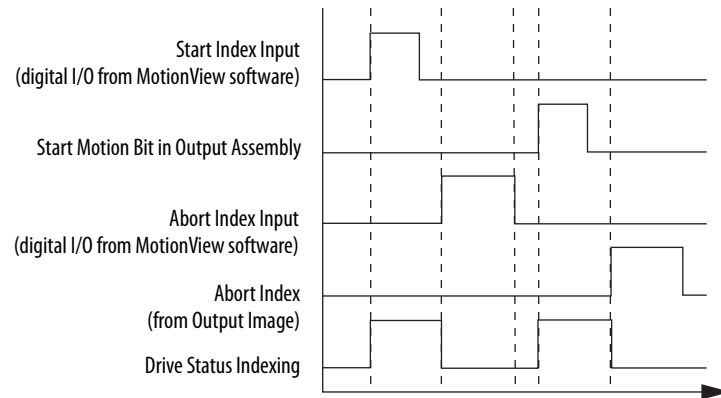 Start Index Input
(digital I/O from MotionView software)
Start Motion Bit in Output Assembly
Abort Index Input
(digital I/O from MotionView software)
Abort Index
(from Output Image)
Drive Status Indexing